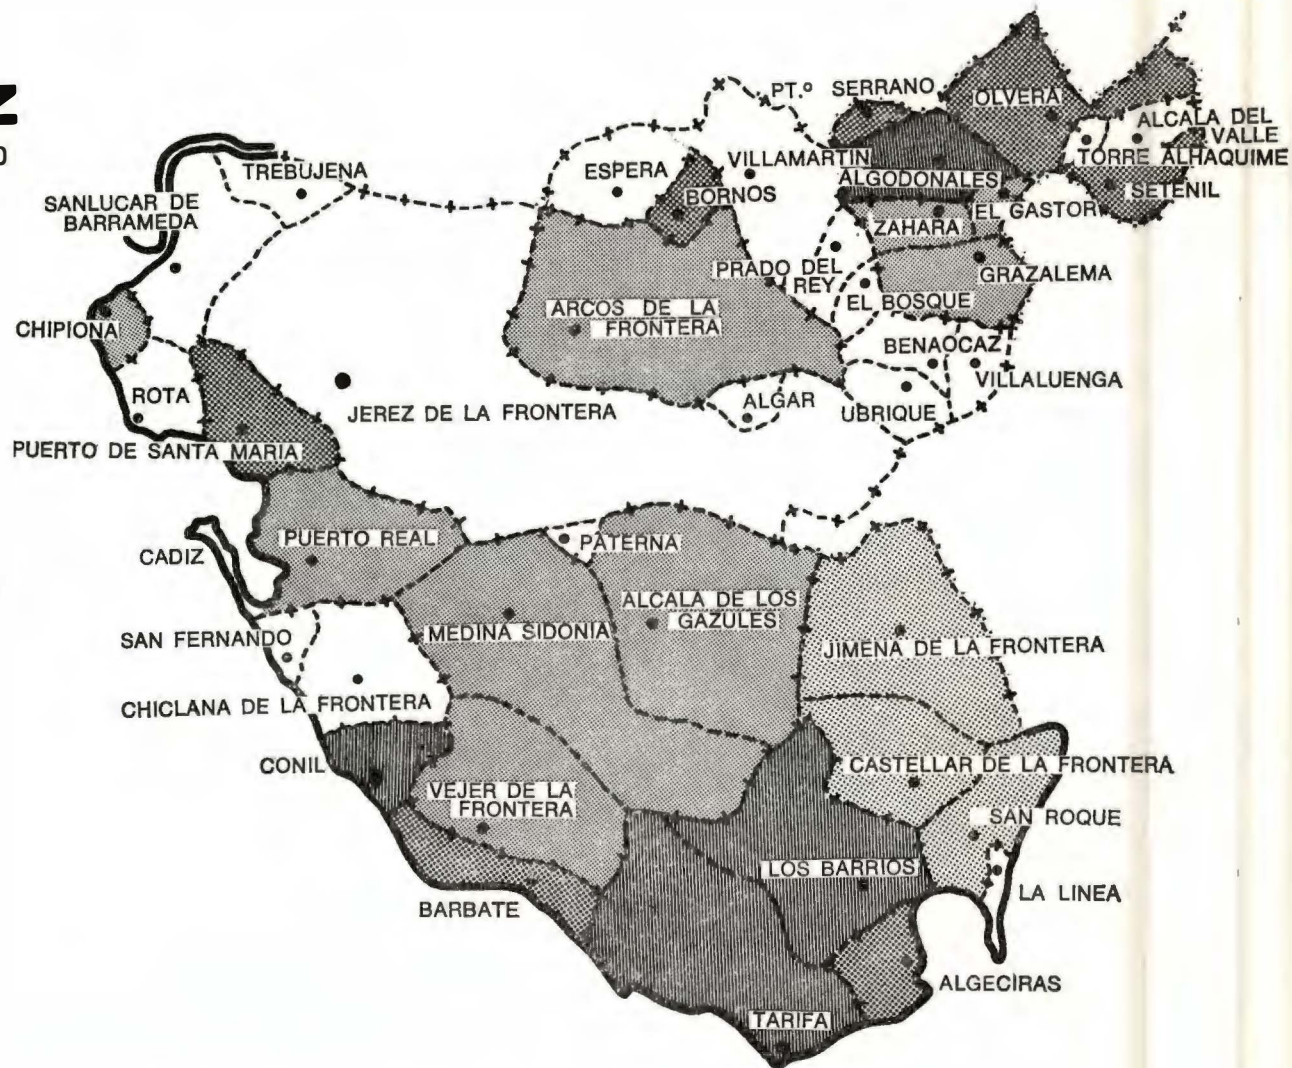 PT.º SERRANO
OLVERA
ALCALA DEL
VALLE
TORRE ALHAQUIME
SETENIL
TREBUJENA
ESPERA
VILLAMARTIN
ALGODONALES
BORNOS
EL GASTOR
ZAHARA
SANLUCAR DE
BARRAMEDA
PRADO DEL
REY
GRAZALEMA
EL BOSQUE
ARCOS DE LA
FRONTERA
CHIPIONA
BENAOCAZ
VILLALUENGA
ROTA
JEREZ DE LA FRONTERA
ALGAR
UBRIQUE
PUERTO DE SANTA MARIA
PUERTO REAL
PATERNA
CADIZ
ALCALA DE LOS
GAZULES
SAN FERNANDO
MEDINA SIDONIA
JIMENA DE LA FRONTERA
CHICLANA DE LA FRONTERA
CONIL
CASTELLAR DE LA FRONTERA
VEJER DE LA
FRONTERA
SAN ROQUE
LOS BARRIOS
LA LINEA
BARBATE
ALGECIRAS
TARIFA